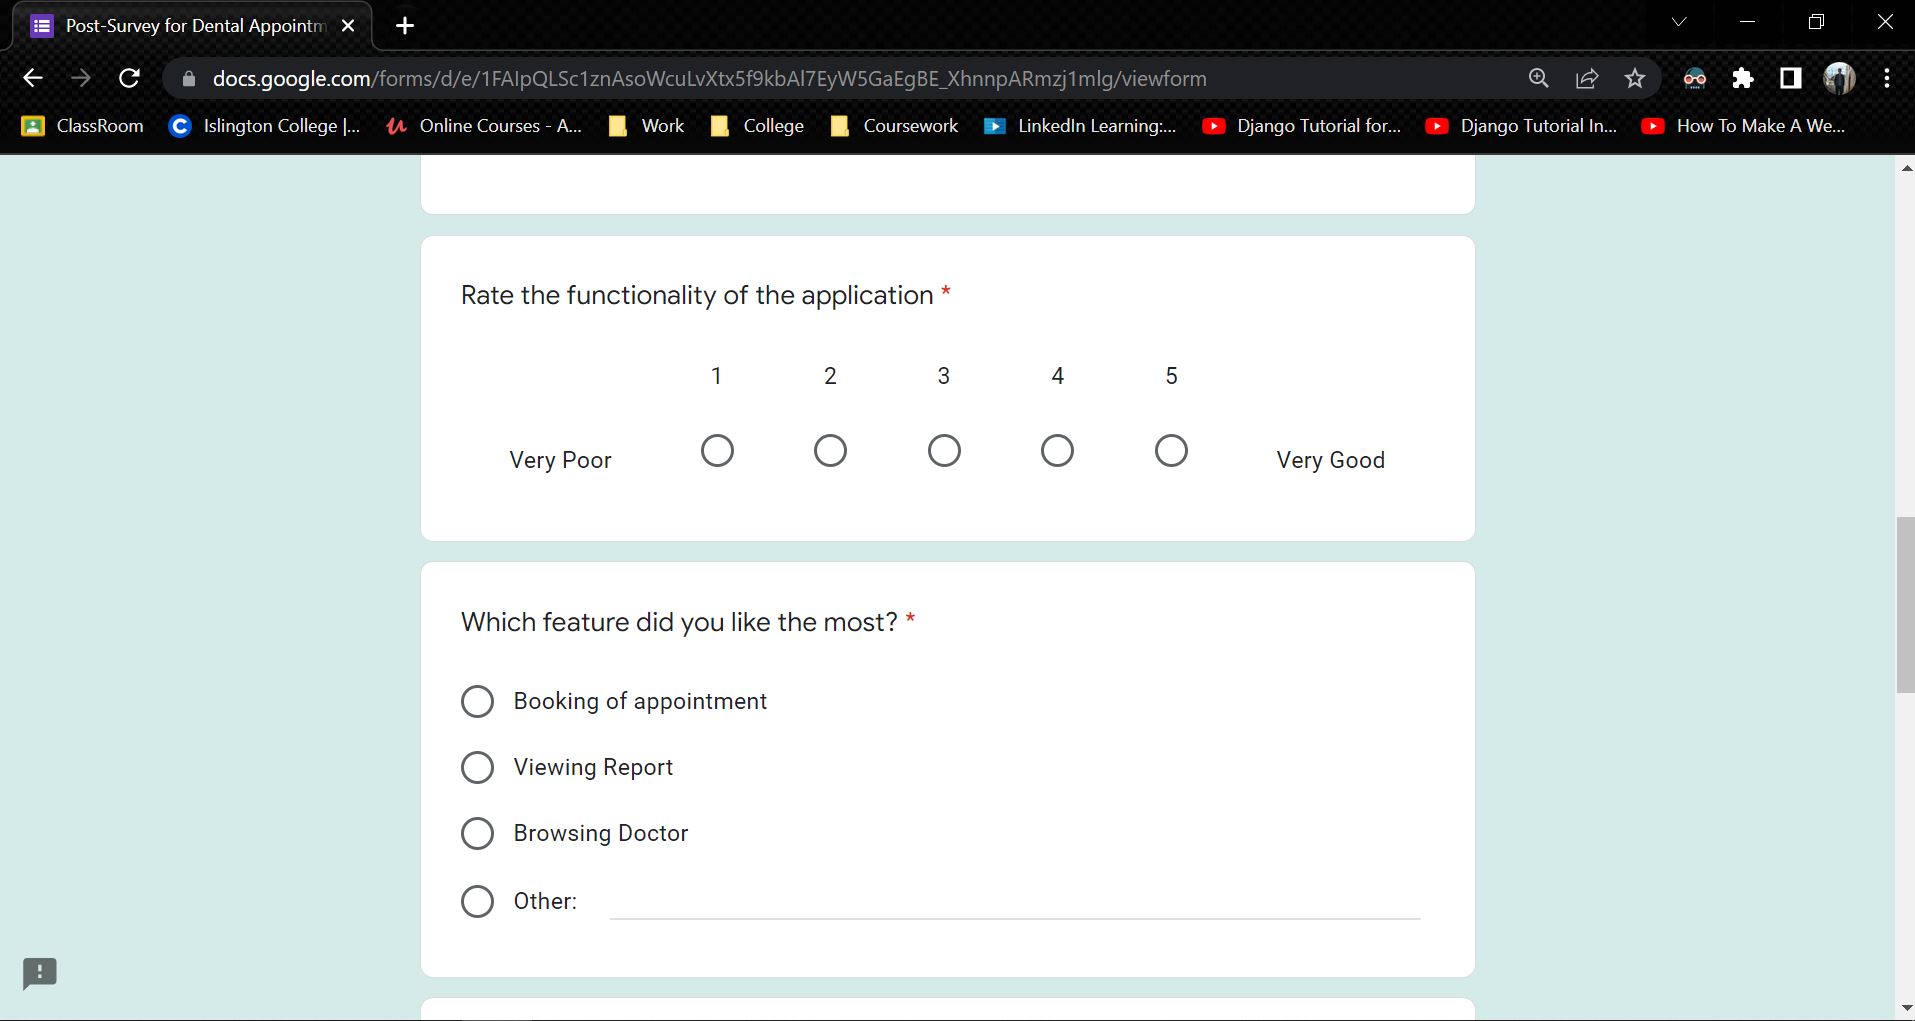 Post-Survey for Dental Appointm
docs.google.com/forms/d/e/1FAIpQLSc1znAsoWcuLvXtx5f9kbAl7EyW5GaEgBE_XhnnpARmzj1mlg/viewform
ClassRoom Islington College |... Online Courses - A... Work College Coursework LinkedIn Learning:... Django Tutorial for... Django Tutorial In... How To Make A We...
Rate the functionality of the application *
1 2 3 4 5
Very Poor Very Good
Which feature did you like the most? *
Booking of appointment
Viewing Report
Browsing Doctor
Other: